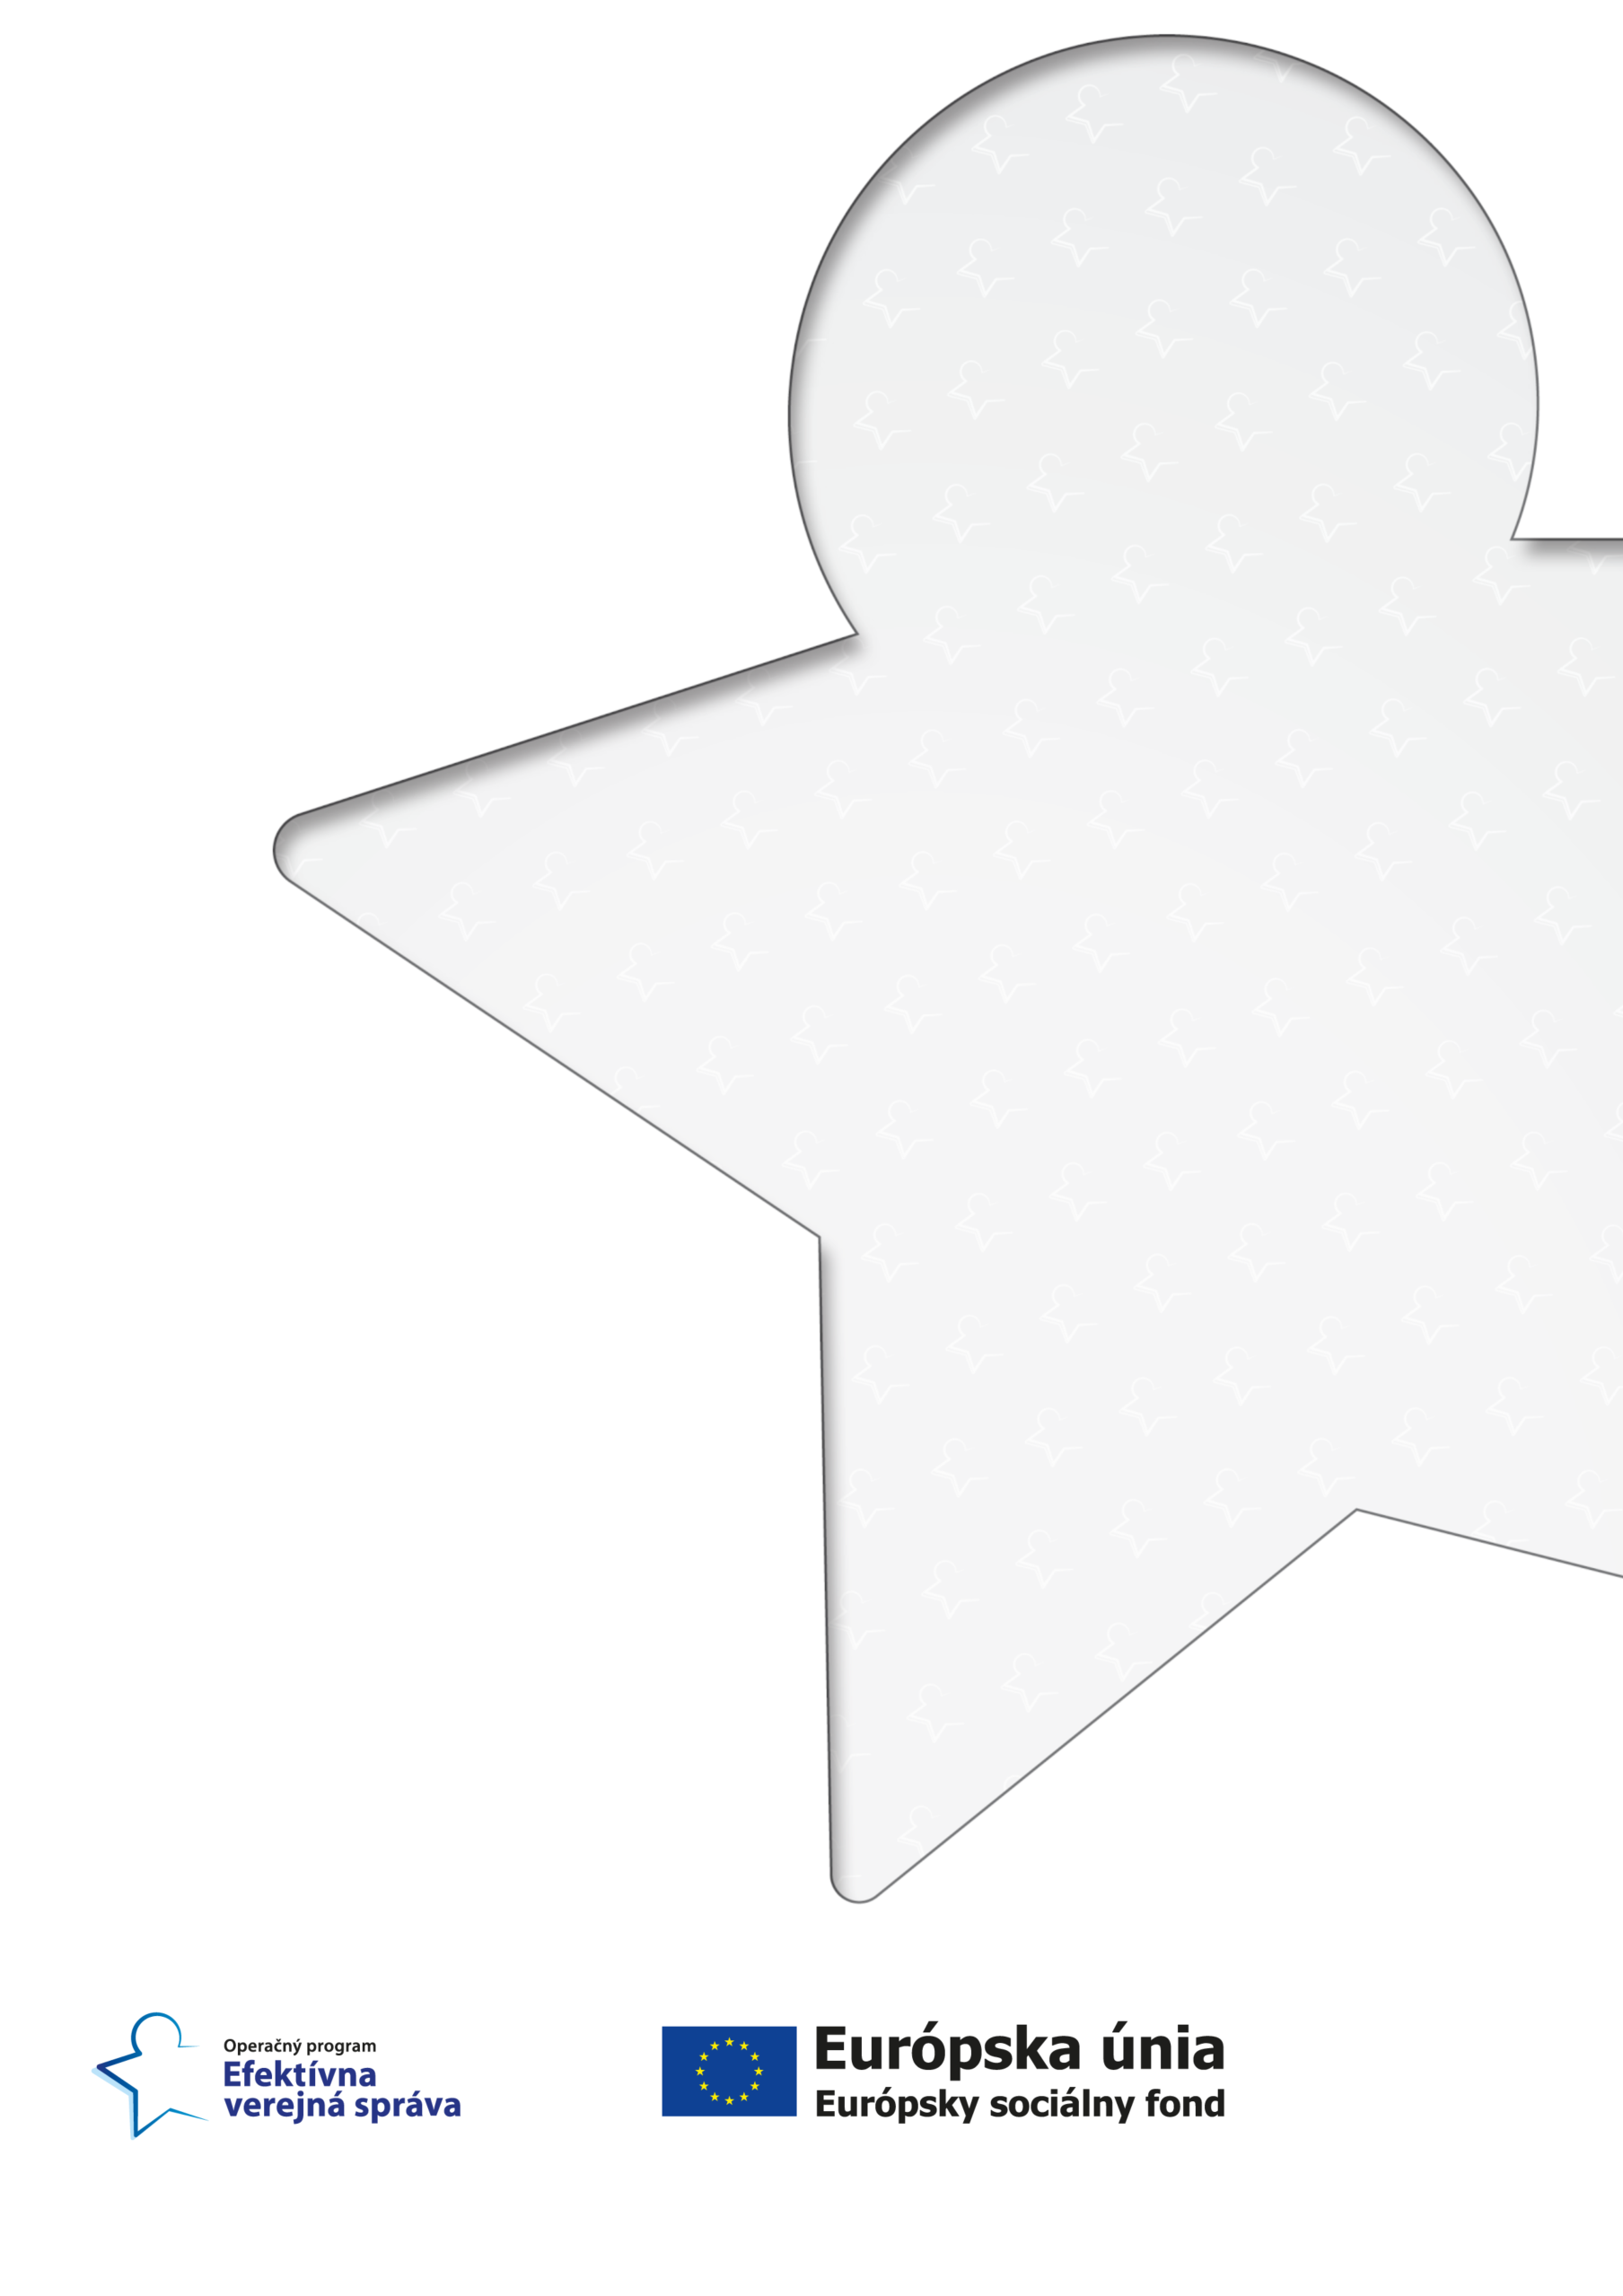 Operačný program
Efektívna
verejná správa
Európska únia
Európsky sociálny fond